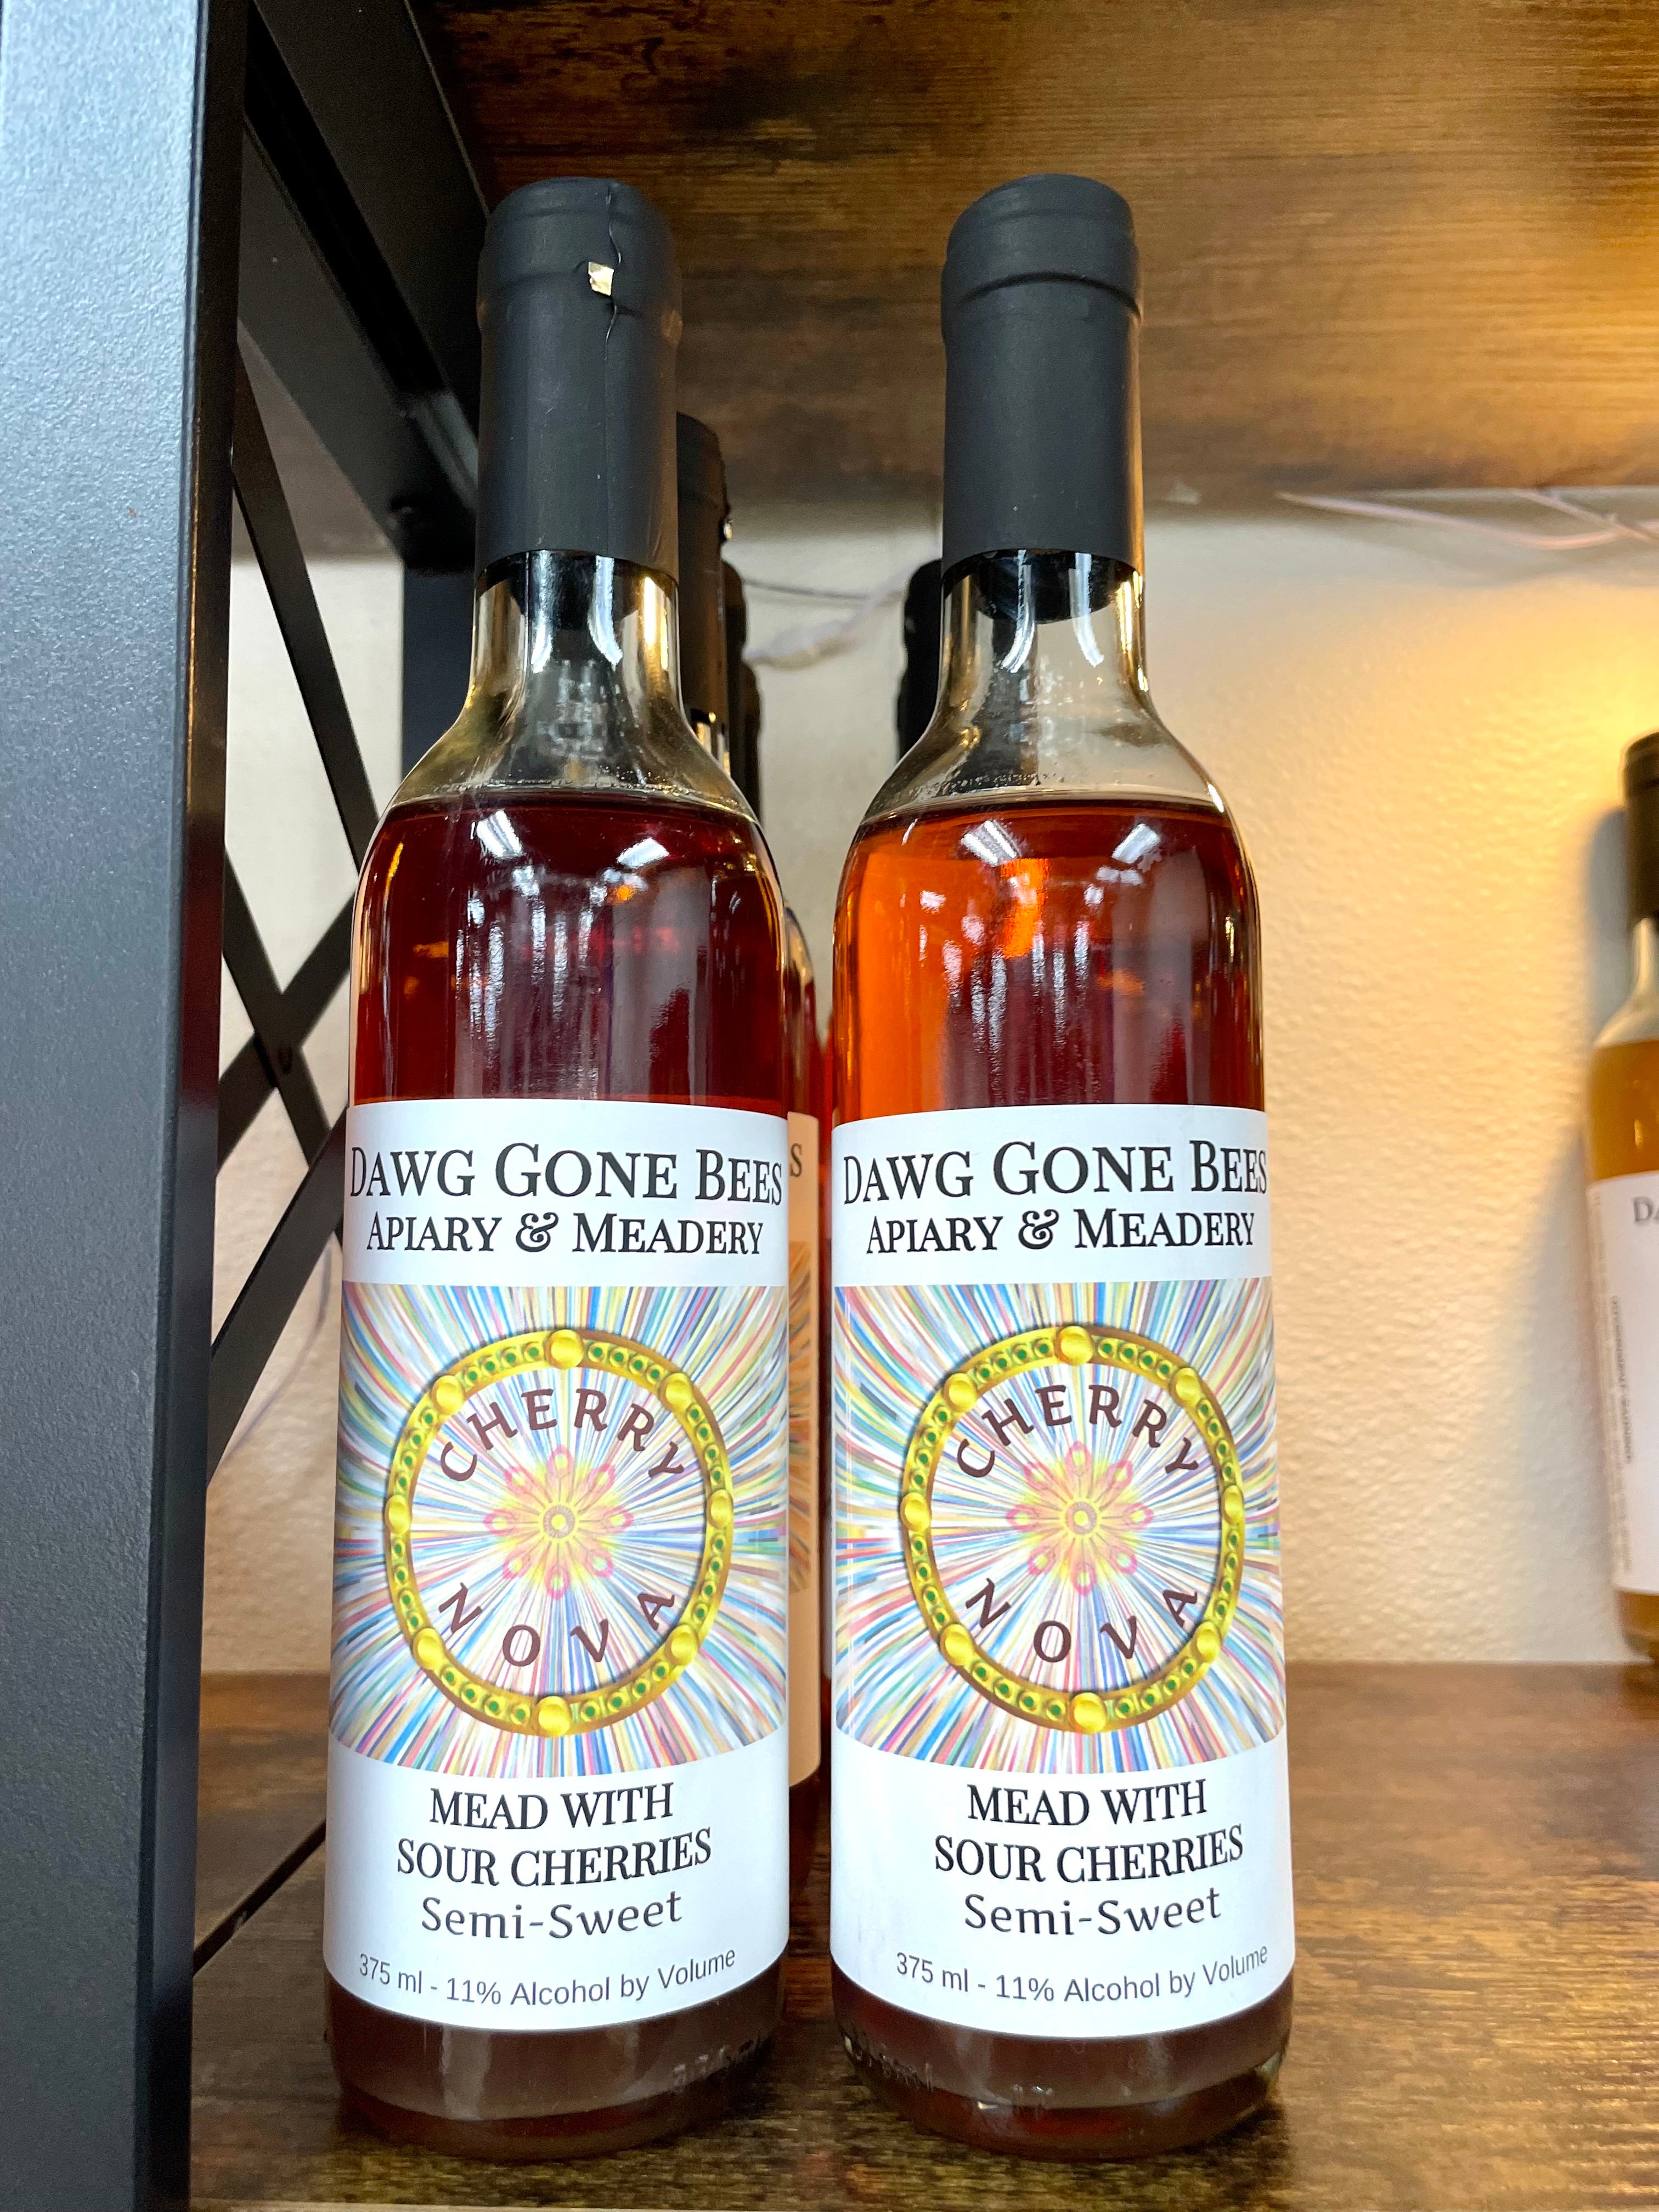 DAWG GONE BEES
APIARY & MEADERY
CHERRY
NOVA
MEAD WITH
SOUR CHERRIES
Semi-Sweet
375 ml - 11% Alcohol by Volume
DAWG GONE BEES
APIARY & MEADERY
CHERRY
NOVA
MEAD WITH
SOUR CHERRIES
Semi-Sweet
375 ml - 11% Alcohol by Volume